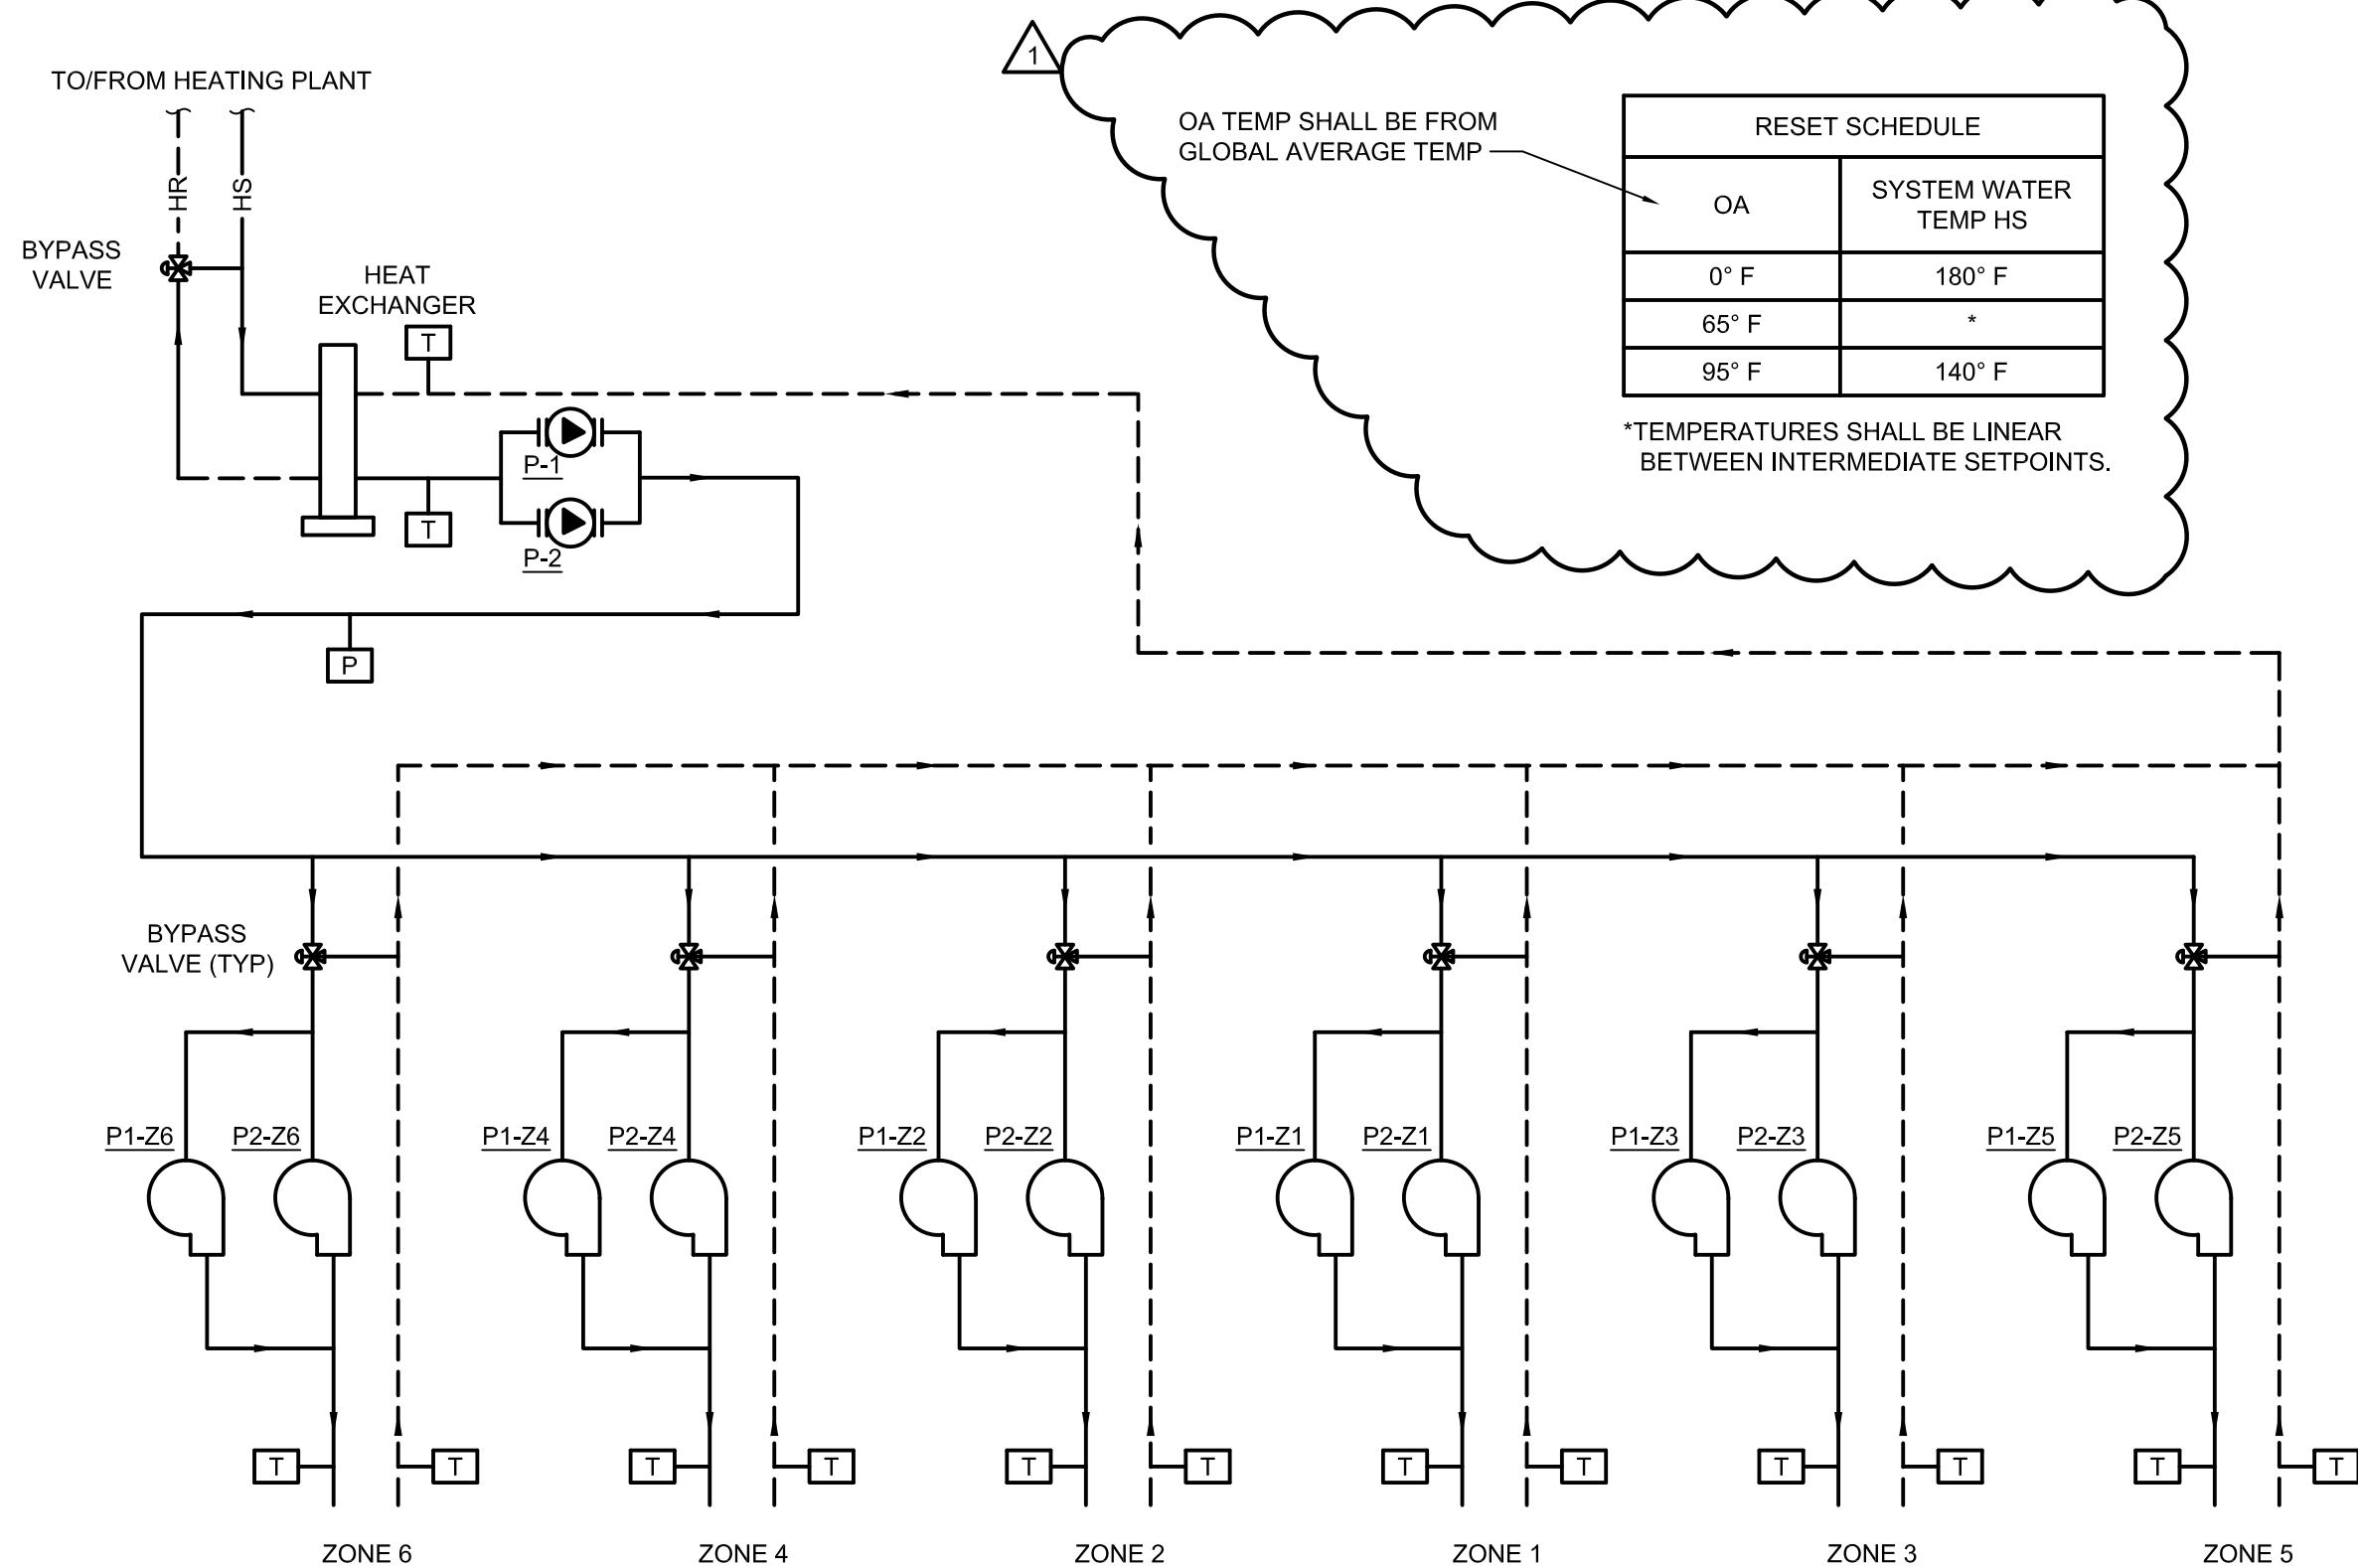 1
TO/FROM HEATING PLANT
HR
HS
BYPASS
VALVE
HEAT
EXCHANGER
T
T
P-1
P-2
P
OA TEMP SHALL BE FROM
GLOBAL AVERAGE TEMP
RESET SCHEDULE
OA
SYSTEM WATER
TEMP HS
0° F 180° F
65° F *
95° F 140° F
*TEMPERATURES SHALL BE LINEAR
BETWEEN INTERMEDIATE SETPOINTS.
BYPASS
VALVE (TYP)
P1-Z6 P2-Z6 P1-Z4 P2-Z4 P1-Z2 P2-Z2 P1-Z1 P2-Z1 P1-Z3 P2-Z3 P1-Z5 P2-Z5
T T T T T T T T T T T T
ZONE 6 ZONE 4 ZONE 2 ZONE 1 ZONE 3 ZONE 5